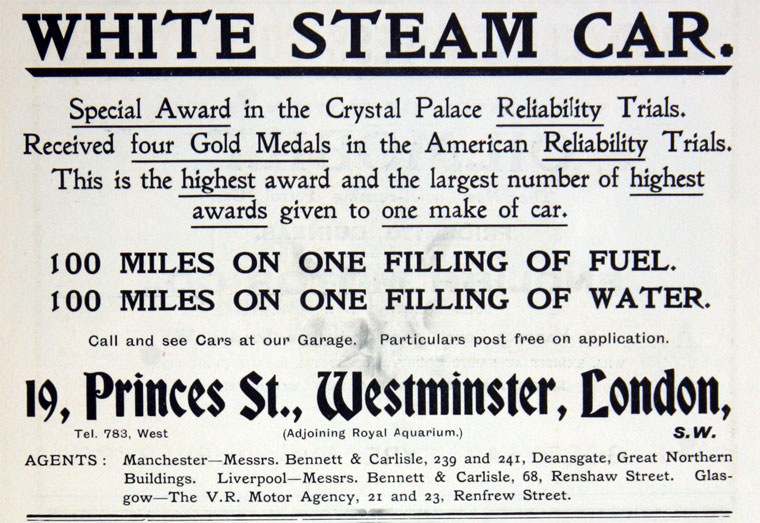 WHITE STEAM CAR.
Special Award in the Crystal Palace Reliability Trials.
Received four Gold Medals in the American Reliability Trials.
This is the highest award and the largest number of highest
awards given to one make of car.
100 MILES ON ONE FILLING OF FUEL.
100 MILES ON ONE FILLING OF WATER.
Call and see Cars at our Garage. Particulars post free on application.
19, Princes St., Westminster, London,
Tel. 783, West (Adjoining Royal Aquarium.) S.W.
AGENTS: Manchester—Messrs. Bennett & Carlisle, 239 and 241, Deansgate, Great Northern
Buildings. Liverpool—Messrs. Bennett & Carlisle, 68, Renshaw Street. Glas-
gow—The V.R. Motor Agency, 21 and 23, Renfrew Street.